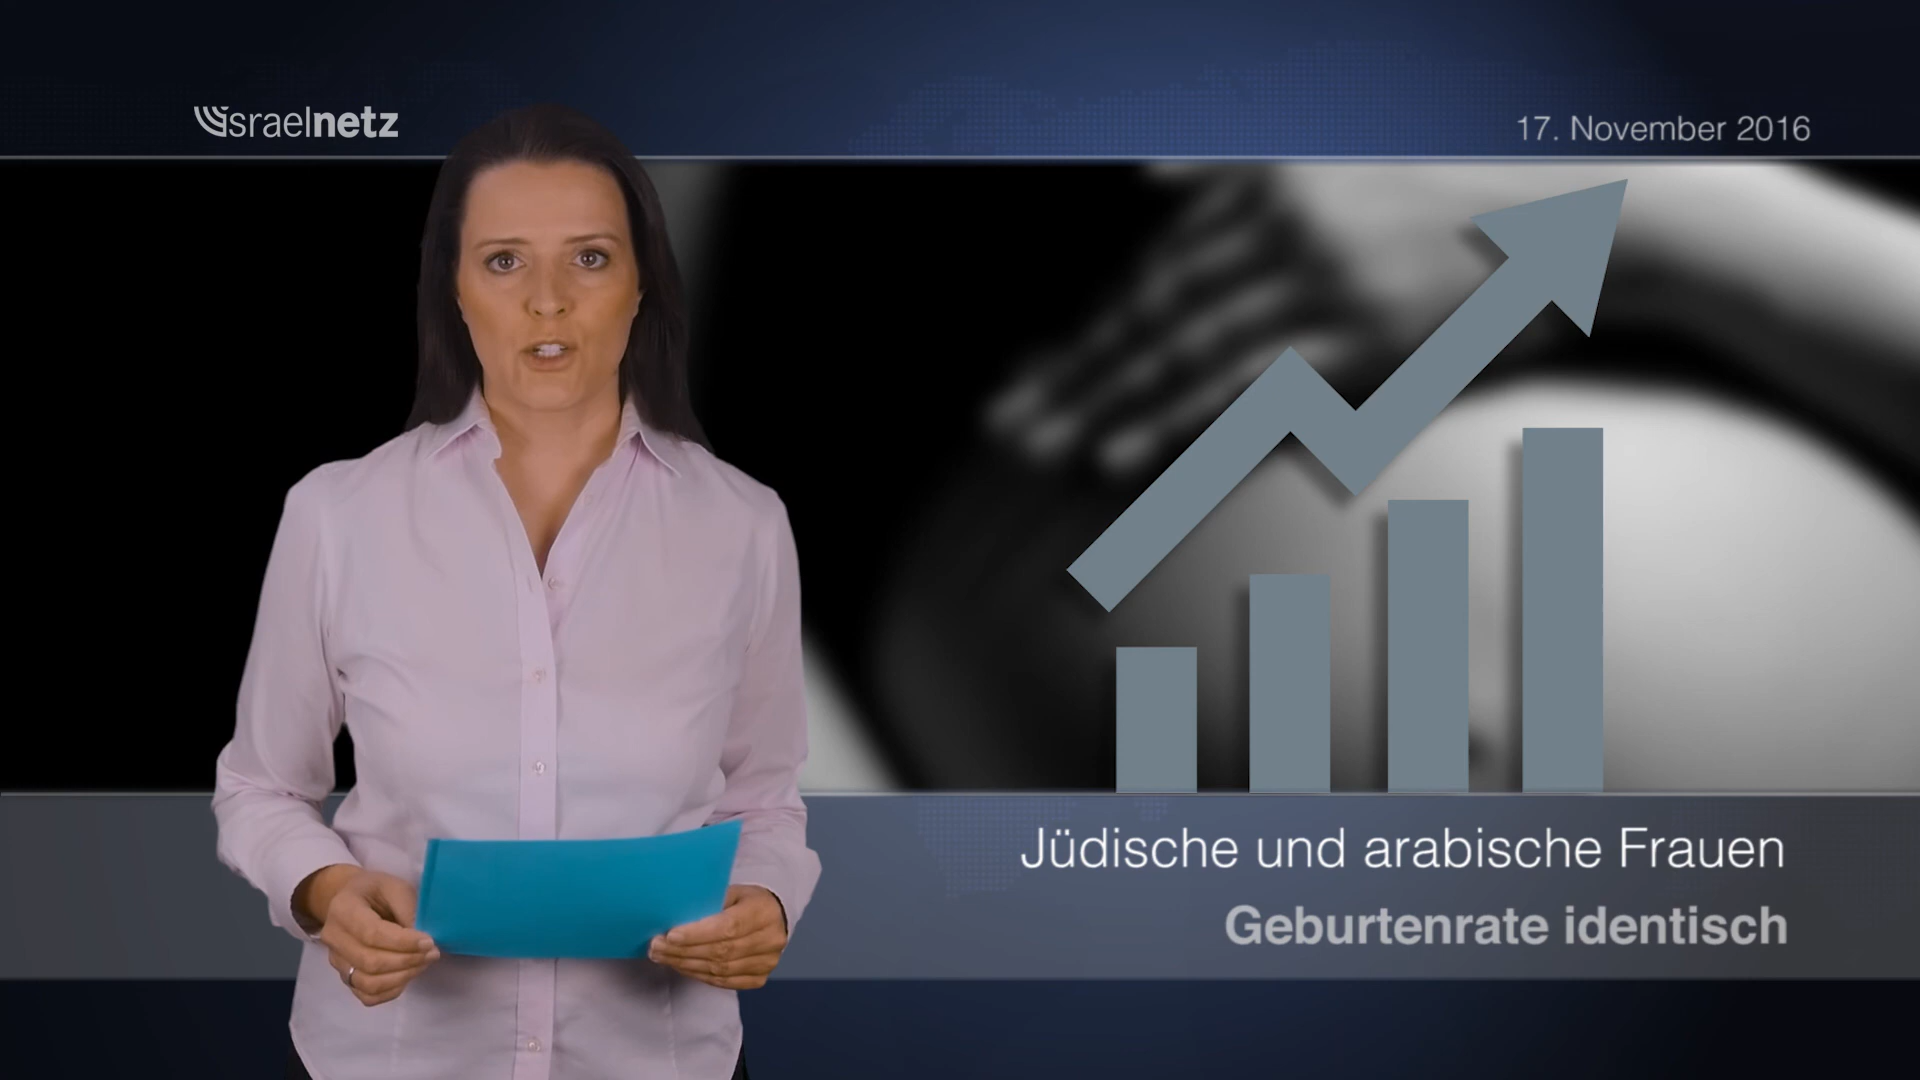 israelnetz
17. November 2016
Jüdische und arabische Frauen
Geburtenrate identisch